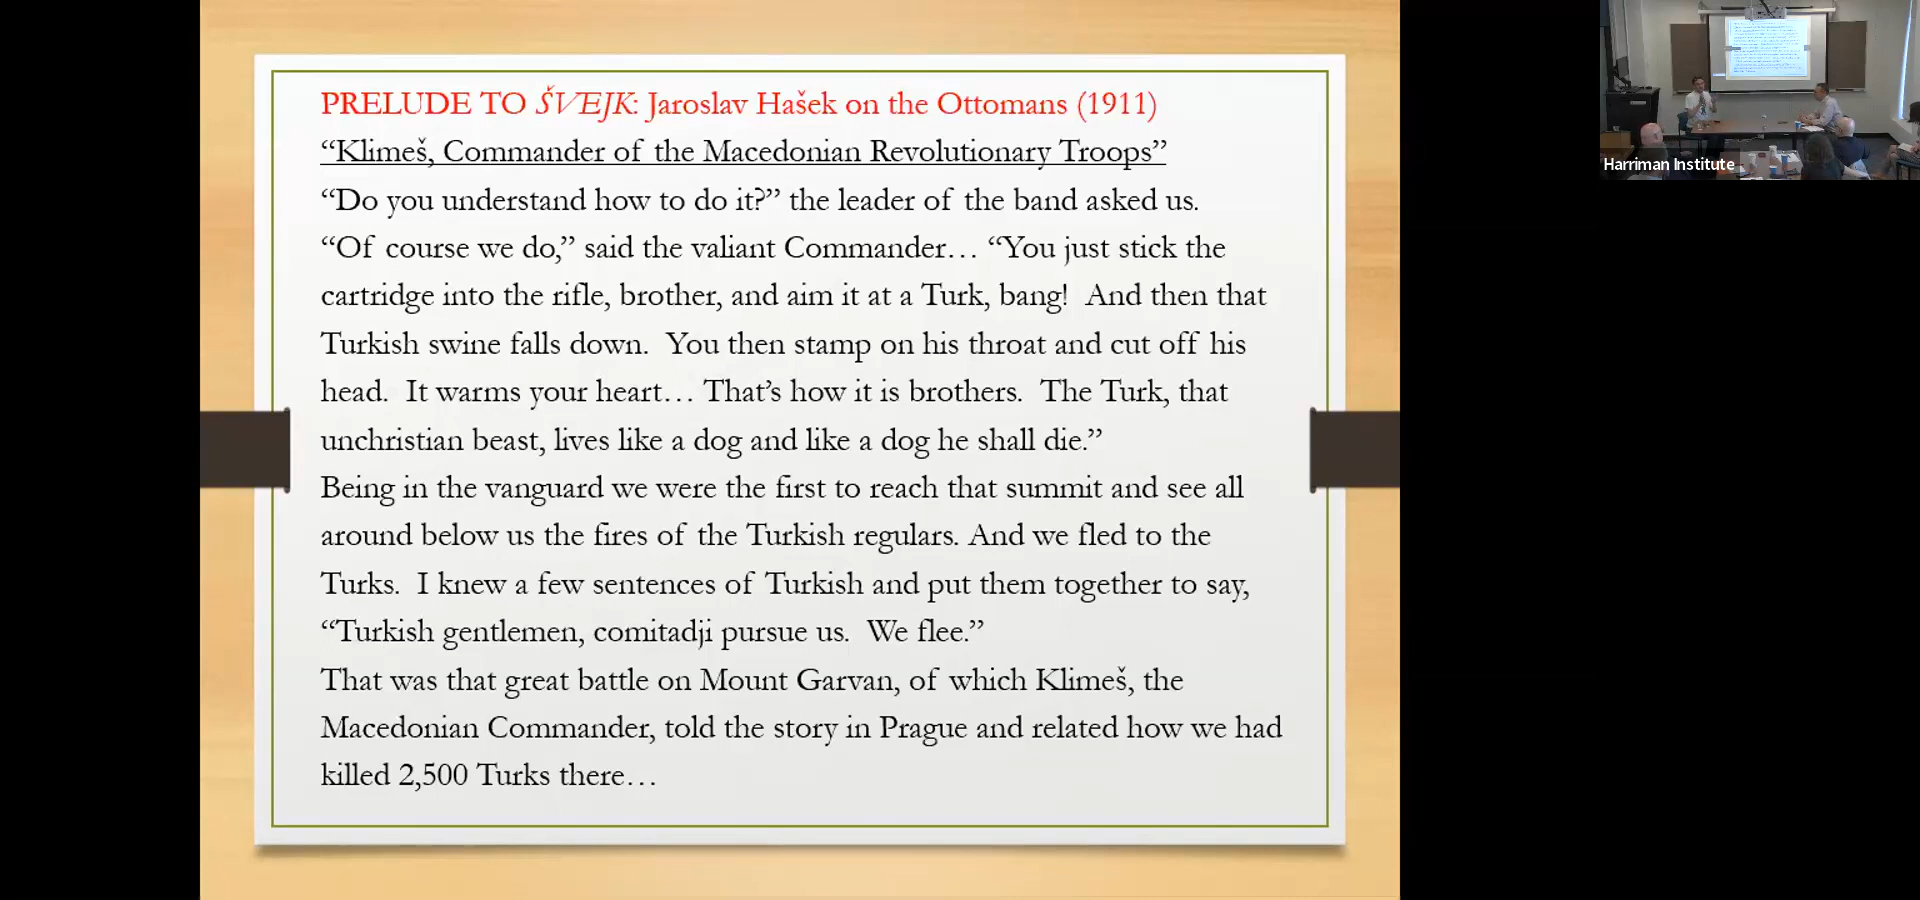 PRELUDE TO ŠVEJK: Jaroslav Hašek on the Ottomans (1911)
“Klimeš, Commander of the Macedonian Revolutionary Troops”
“Do you understand how to do it?” the leader of the band asked us.
“Of course we do,” said the valiant Commander… “You just stick the
cartridge into the rifle, brother, and aim it at a Turk, bang!  And then that
Turkish swine falls down.  You then stamp on his throat and cut off his
head.  It warms your heart… That’s how it is brothers.  The Turk, that
unchristian beast, lives like a dog and like a dog he shall die.”
Being in the vanguard we were the first to reach that summit and see all
around below us the fires of the Turkish regulars. And we fled to the
Turks.  I knew a few sentences of Turkish and put them together to say,
“Turkish gentlemen, comitadji pursue us.  We flee.”
That was that great battle on Mount Garvan, of which Klimeš, the
Macedonian Commander, told the story in Prague and related how we had
killed 2,500 Turks there…
Harriman Institute